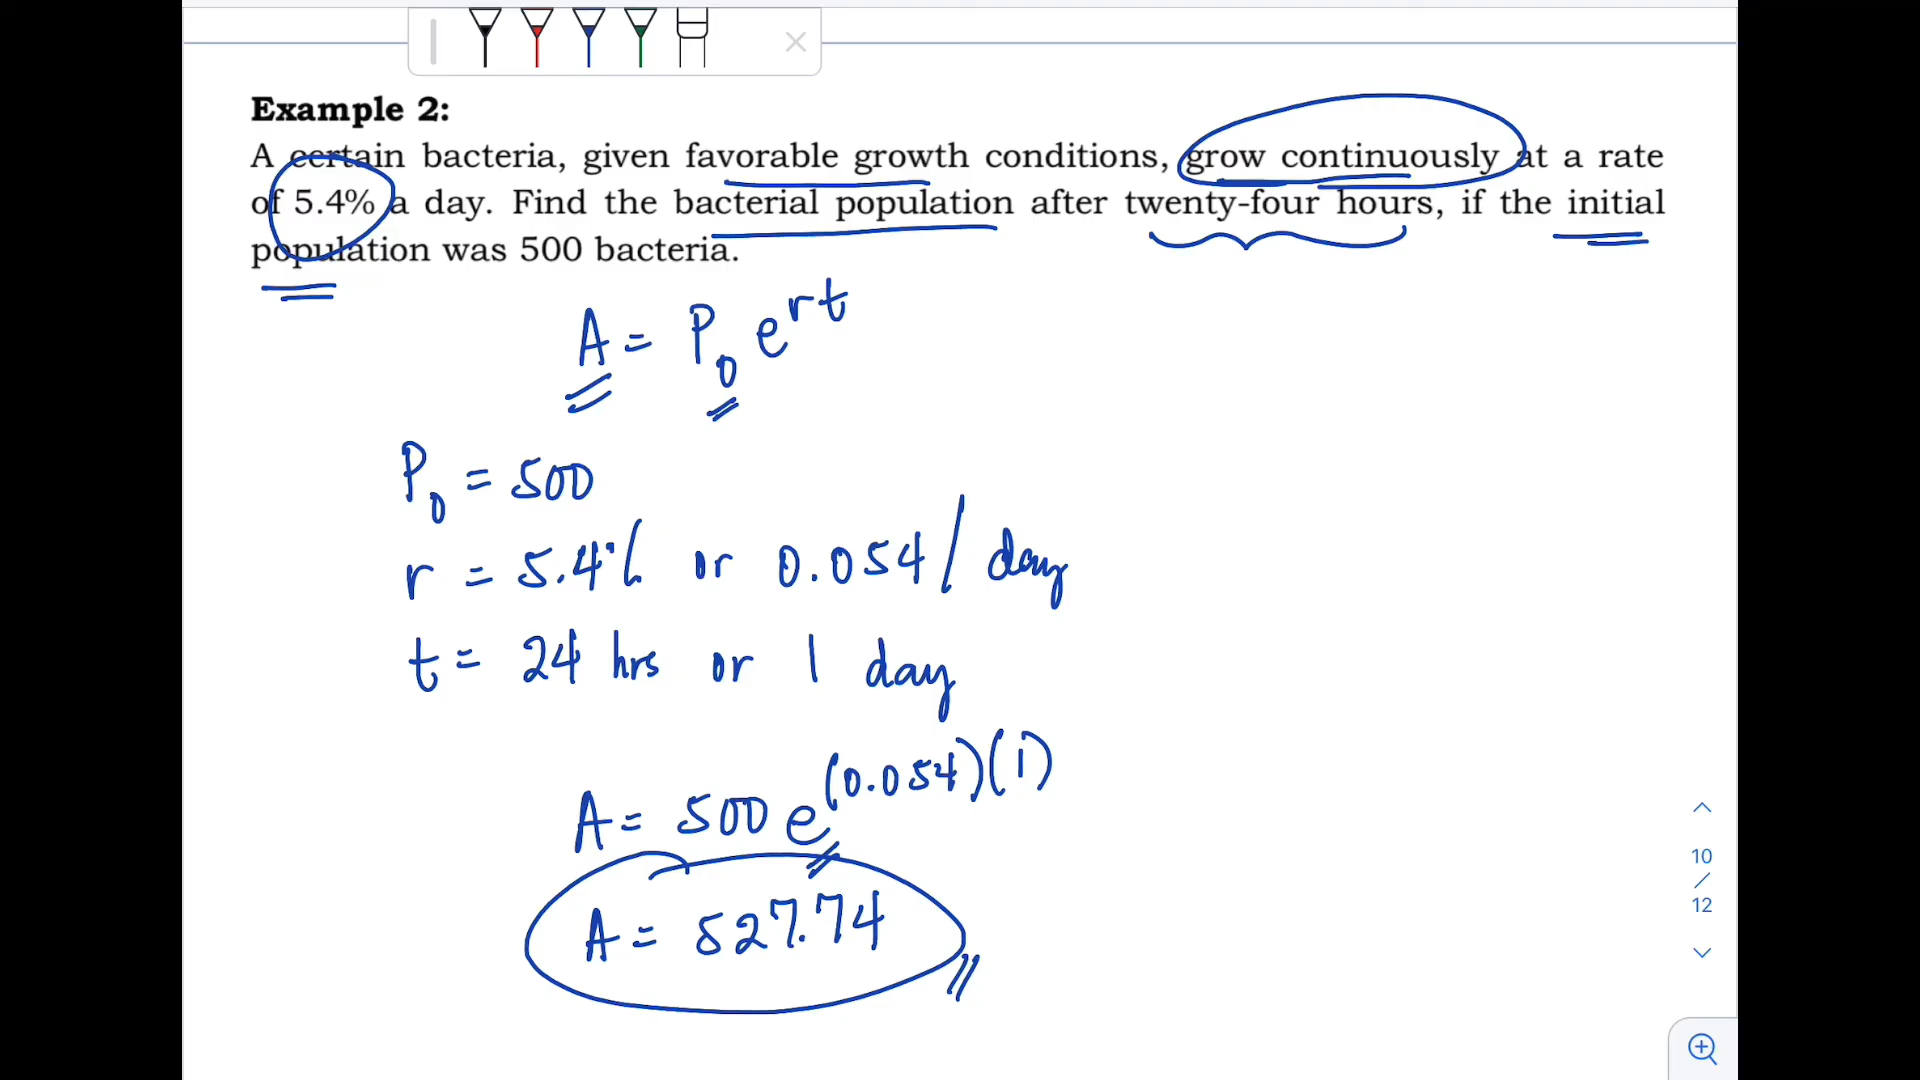 Example 2:
A certain bacteria, given favorable growth conditions, grow continuously at a rate
of 5.4% a day. Find the bacterial population after twenty-four hours, if the initial
population was 500 bacteria.
A = P₀ e^rt
P₀ = 500
r = 5.4% or 0.054 / day
t = 24 hrs or 1 day
A = 500 e^(0.054)(1)
A = 527.74
10
/
12